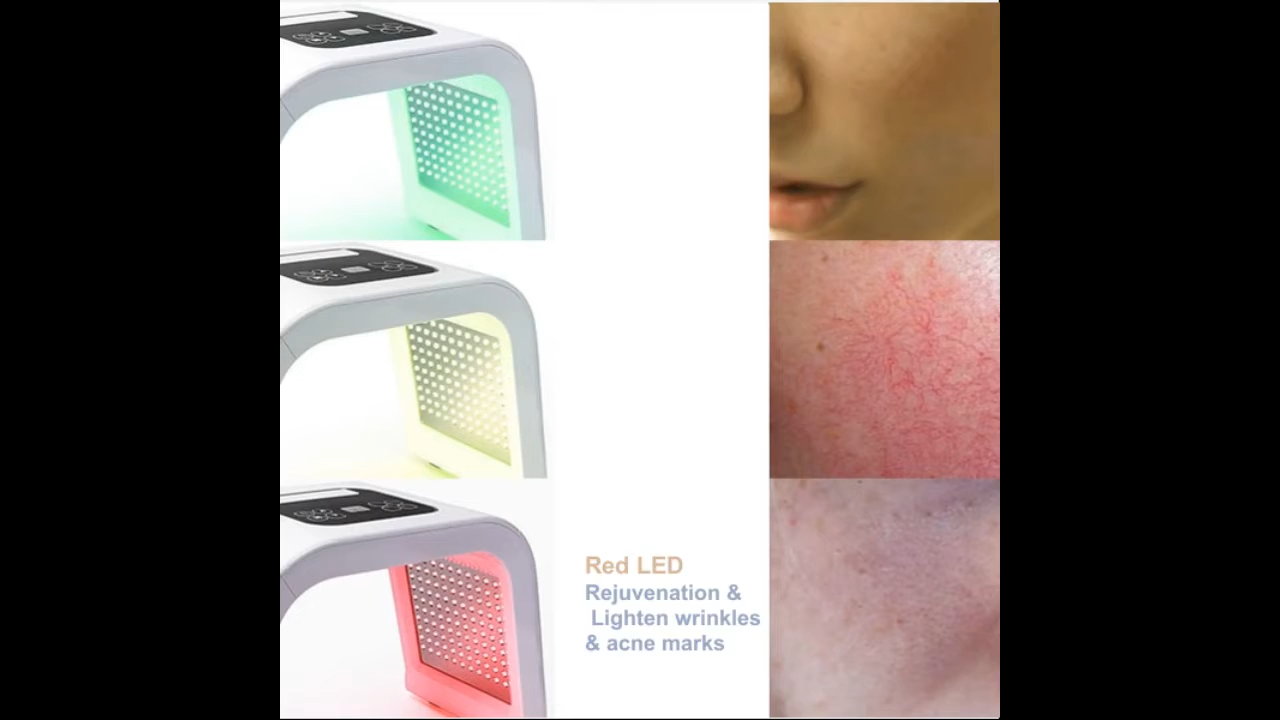 Red LED
Rejuvenation &
Lighten wrinkles
& acne marks